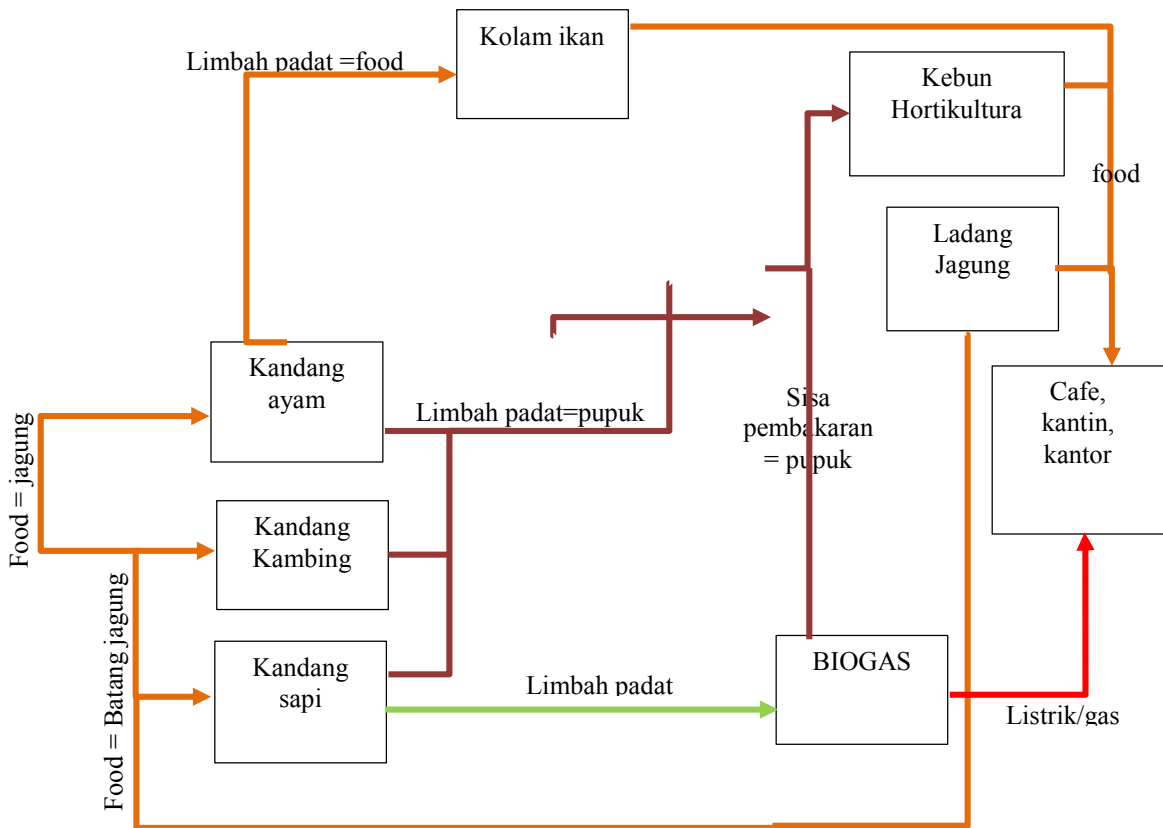 Kolam ikan
Limbah padat =food
Kebun
Hortikultura
food
Ladang
Jagung
Kandang
ayam
Limbah padat=pupuk
Sisa
pembakaran
= pupuk
Cafe,
kantin,
kantor
Food = jagung
Kandang
Kambing
Food = Batang jagung
Kandang
sapi
Limbah padat
BIOGAS
Listrik/gas